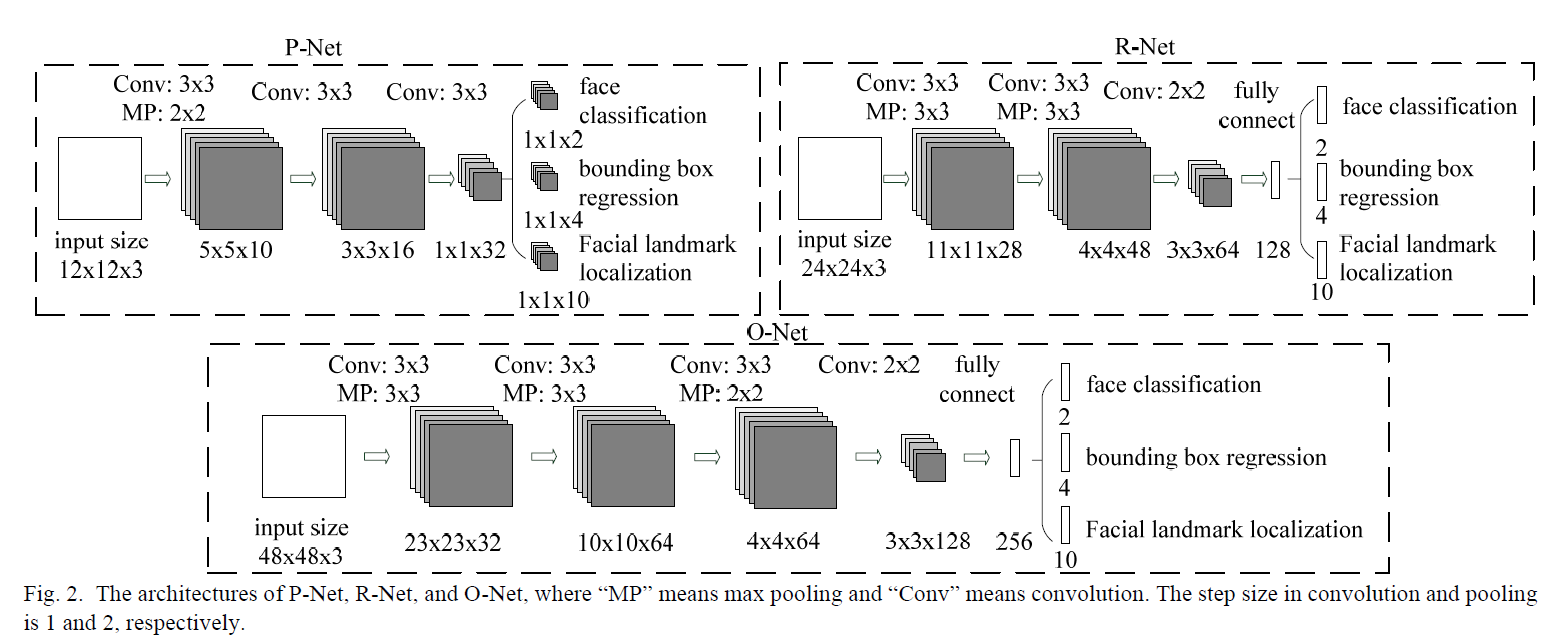 P-Net
Conv: 3x3
MP: 2x2
Conv: 3x3
Conv: 3x3
input size
12x12x3
5x5x10
3x3x16
1x1x32
face
classification
1x1x2
bounding box
regression
1x1x4
Facial landmark
localization
1x1x10
R-Net
Conv: 3x3
MP: 3x3
Conv: 3x3
MP: 3x3
Conv: 2x2
fully
connect
input size
24x24x3
11x11x28
4x4x48
3x3x64
128
face classification
2
bounding box
regression
4
Facial landmark
localization
10
O-Net
Conv: 3x3
MP: 3x3
Conv: 3x3
MP: 3x3
Conv: 3x3
MP: 2x2
Conv: 2x2
fully
connect
input size
48x48x3
23x23x32
10x10x64
4x4x64
3x3x128
256
face classification
2
bounding box regression
4
Facial landmark localization
10
Fig. 2. The architectures of P-Net, R-Net, and O-Net, where “MP” means max pooling and “Conv” means convolution. The step size in convolution and pooling
is 1 and 2, respectively.